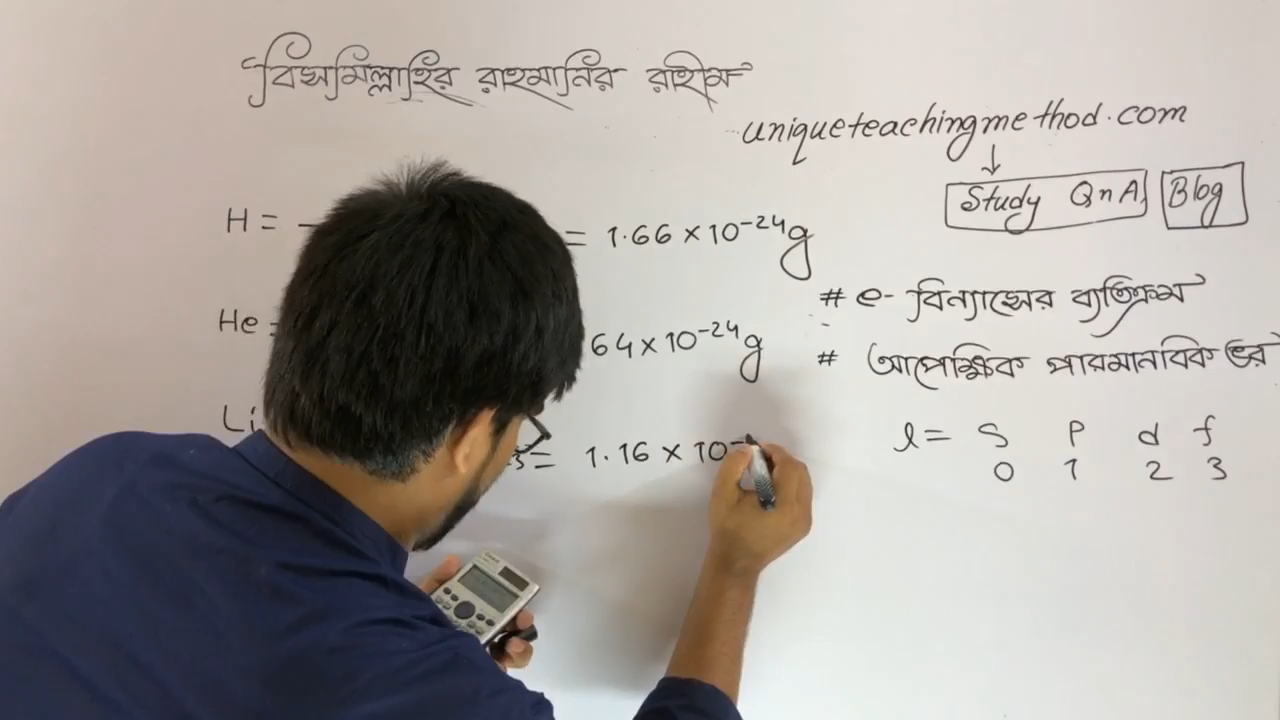 বিসমিল্লাহির রাহমানির রাহীম
uniqueteachingmethod.com
↓
Study QnA Blog
H = = 1.66 × 10⁻²⁴g
# e- বিন্যাসের ব্যতিক্রম
He = 64 × 10⁻²⁴g
# আপেক্ষিক পারমানবিক ভর
Li = 1.16 × 10⁻
l = S P d f
0 1 2 3